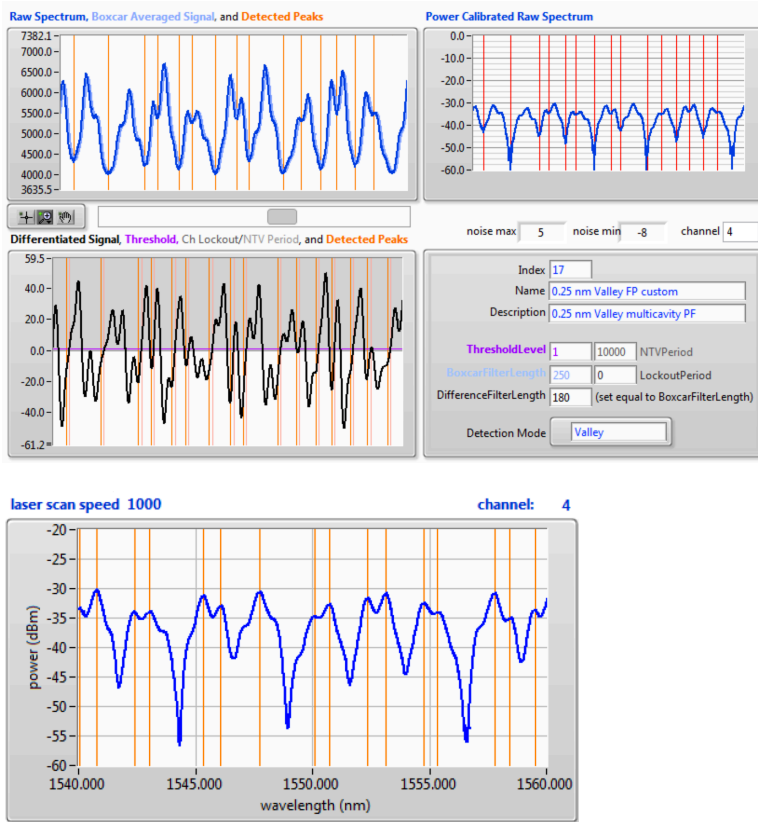 Raw Spectrum, Boxcar Averaged Signal, and Detected Peaks
7382.1
7000.0
6500.0
6000.0
5500.0
5000.0
4500.0
4000.0
3635.5
Power Calibrated Raw Spectrum
0.0
-10.0
-20.0
-30.0
-40.0
-50.0
-60.0
noise max 5 noise min -8 channel 4
Differentiated Signal, Threshold, Ch Lockout/NTV Period, and Detected Peaks
59.5
40.0
20.0
0.0
-20.0
-40.0
-61.2
Index 17
Name 0.25 nm Valley FP custom
Description 0.25 nm Valley multicavity PF
ThresholdLevel 1 10000 NTVPeriod
BoxcarFilterLength 250 0 LockoutPeriod
DifferenceFilterLength 180 (set equal to BoxcarFilterLength)
Detection Mode Valley
laser scan speed 1000 channel: 4
-20
-25
-30
-35
-40
-45
-50
-55
-60
power (dBm)
1540.000 1545.000 1550.000 1555.000 1560.000
wavelength (nm)